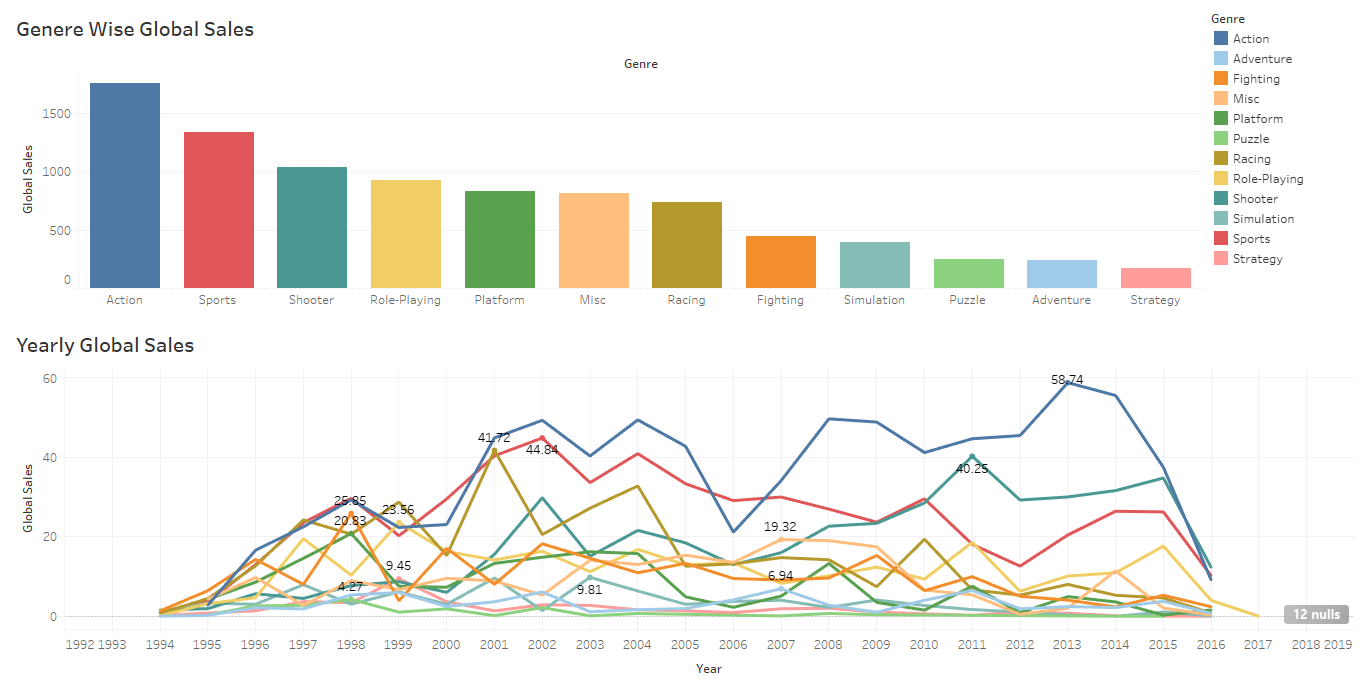 Genere Wise Global Sales
Genre
Global Sales
1500
1000
500
0
Action Sports Shooter Role-Playing Platform Misc Racing Fighting Simulation Puzzle Adventure Strategy
Genre
Action
Adventure
Fighting
Misc
Platform
Puzzle
Racing
Role-Playing
Shooter
Simulation
Sports
Strategy
Yearly Global Sales
Global Sales
60
40
20
0
58.74
41.72
44.84
40.25
25.85
23.56
20.83
19.32
9.45
6.94
4.27
9.81
12 nulls
1992 1993 1994 1995 1996 1997 1998 1999 2000 2001 2002 2003 2004 2005 2006 2007 2008 2009 2010 2011 2012 2013 2014 2015 2016 2017 2018 2019
Year